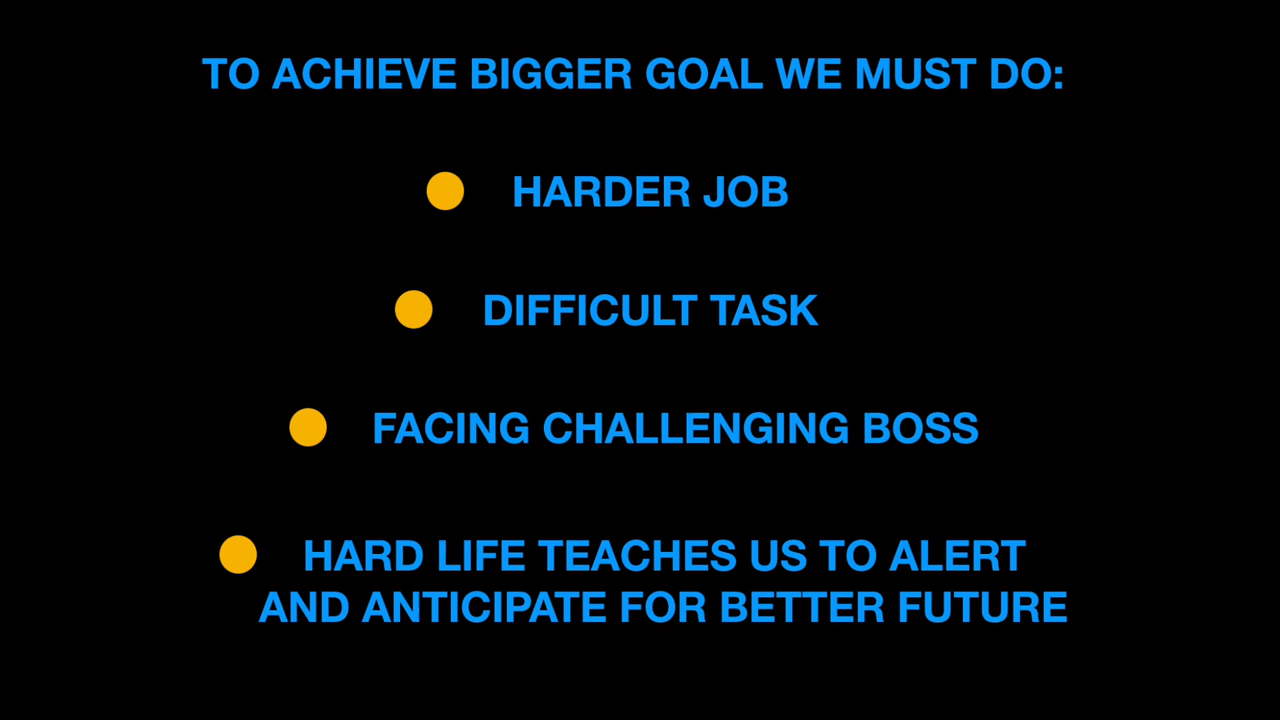 TO ACHIEVE BIGGER GOAL WE MUST DO:
HARDER JOB
DIFFICULT TASK
FACING CHALLENGING BOSS
HARD LIFE TEACHES US TO ALERT
AND ANTICIPATE FOR BETTER FUTURE